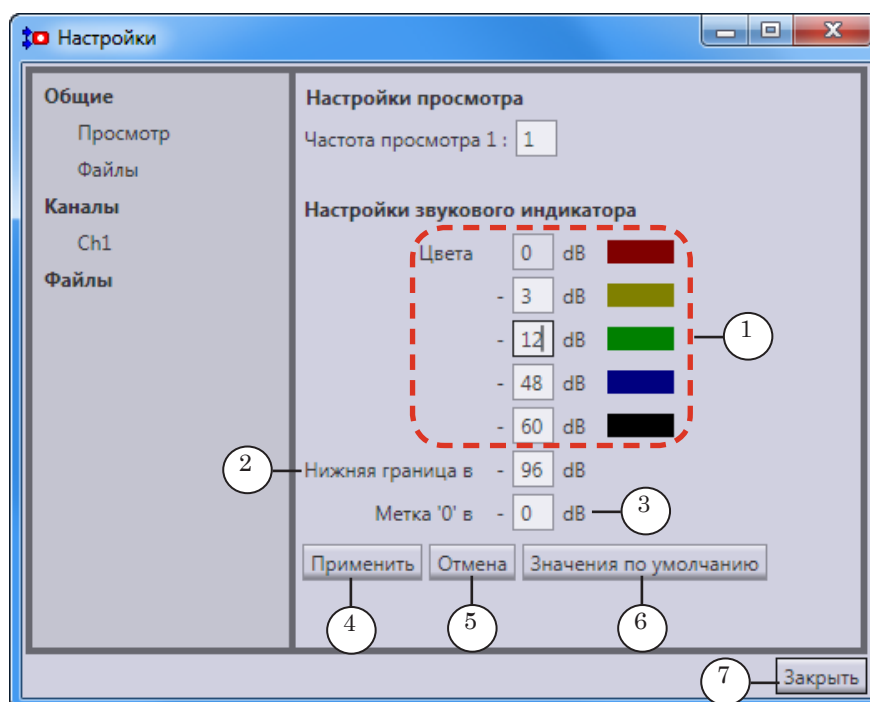 Настройки
Общие
Просмотр
Файлы
Каналы
Ch1
Файлы
Настройки просмотра
Частота просмотра 1 : 1
Настройки звукового индикатора
Цвета 0 dB
- 3 dB
- 12 dB
- 48 dB
- 60 dB
1
2
Нижняя граница в - 96 dB
Метка '0' в - 0 dB
3
Применить Отмена Значения по умолчанию
4 5 6
7
Закрыть